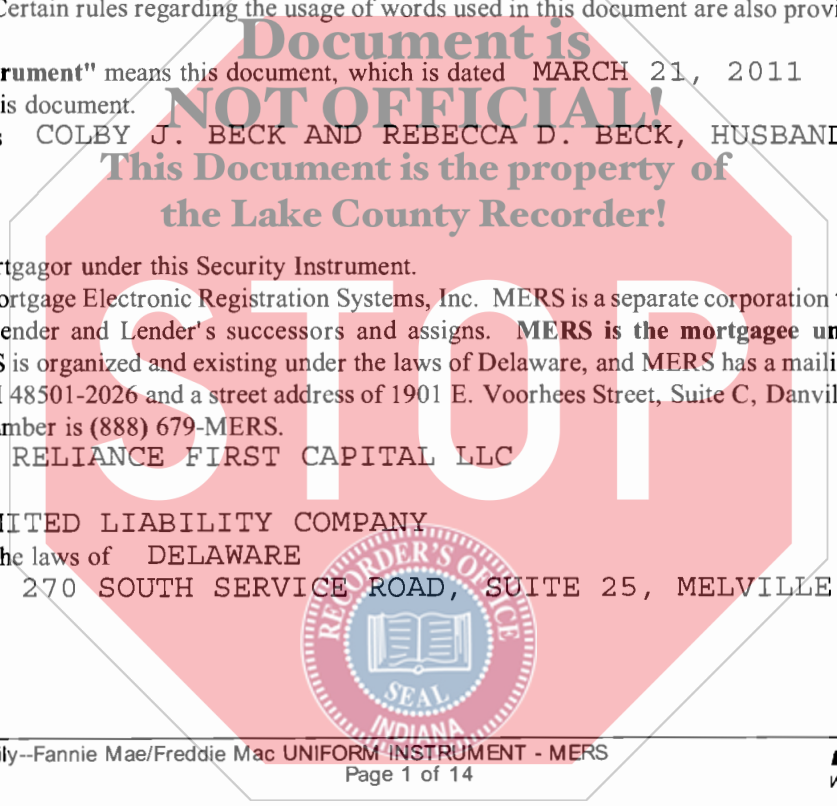 Certain rules regarding the usage of words used in this document are also provi
Document is
rument" means this document, which is dated MARCH 21, 2011
is document.
NOT OFFICIAL!
COLBY J. BECK AND REBECCA D. BECK, HUSBAND
This Document is the property of
the Lake County Recorder!
rtgagor under this Security Instrument.
ortgage Electronic Registration Systems, Inc. MERS is a separate corporation
ender and Lender's successors and assigns. MERS is the mortgagee un
S is organized and existing under the laws of Delaware, and MERS has a maili
48501-2026 and a street address of 1901 E. Voorhees Street, Suite C, Danvil
mber is (888) 679-MERS.
STOP
RELIANCE FIRST CAPITAL LLC
ITED LIABILITY COMPANY
he laws of DELAWARE
270 SOUTH SERVICE ROAD, SUITE 25, MELVILLE
RECORDER'S OFFICE
SEAL
INDIANA
ily--Fannie Mae/Freddie Mac UNIFORM INSTRUMENT - MERS
Page 1 of 14